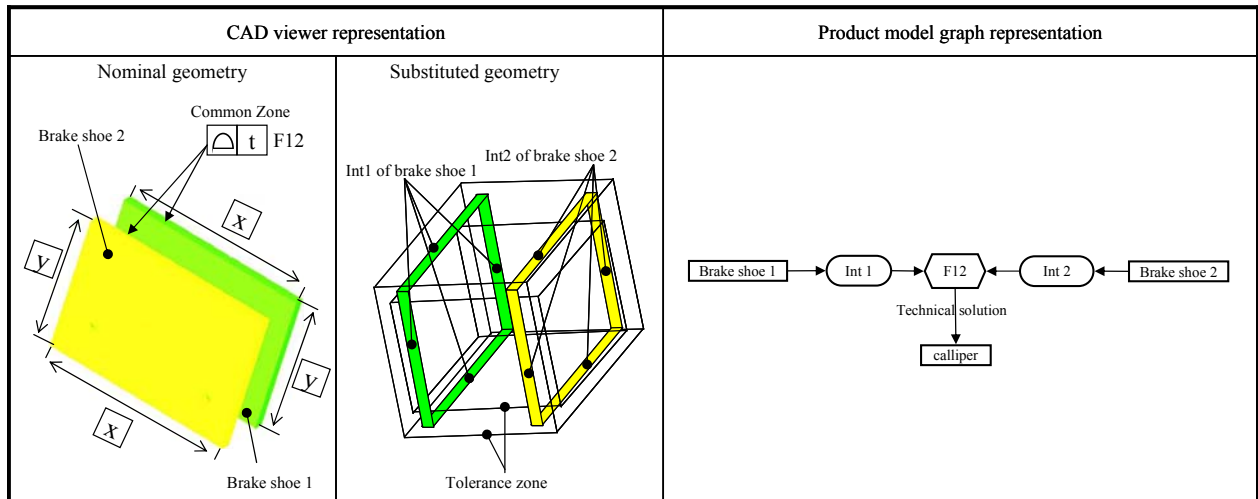 CAD viewer representation
Product model graph representation
Nominal geometry
Substituted geometry
Common Zone
t F12
Brake shoe 2
x
y
y
x
Brake shoe 1
Int1 of brake shoe 1
Int2 of brake shoe 2
Tolerance zone
Brake shoe 1
Int 1
F12
Int 2
Brake shoe 2
Technical solution
calliper